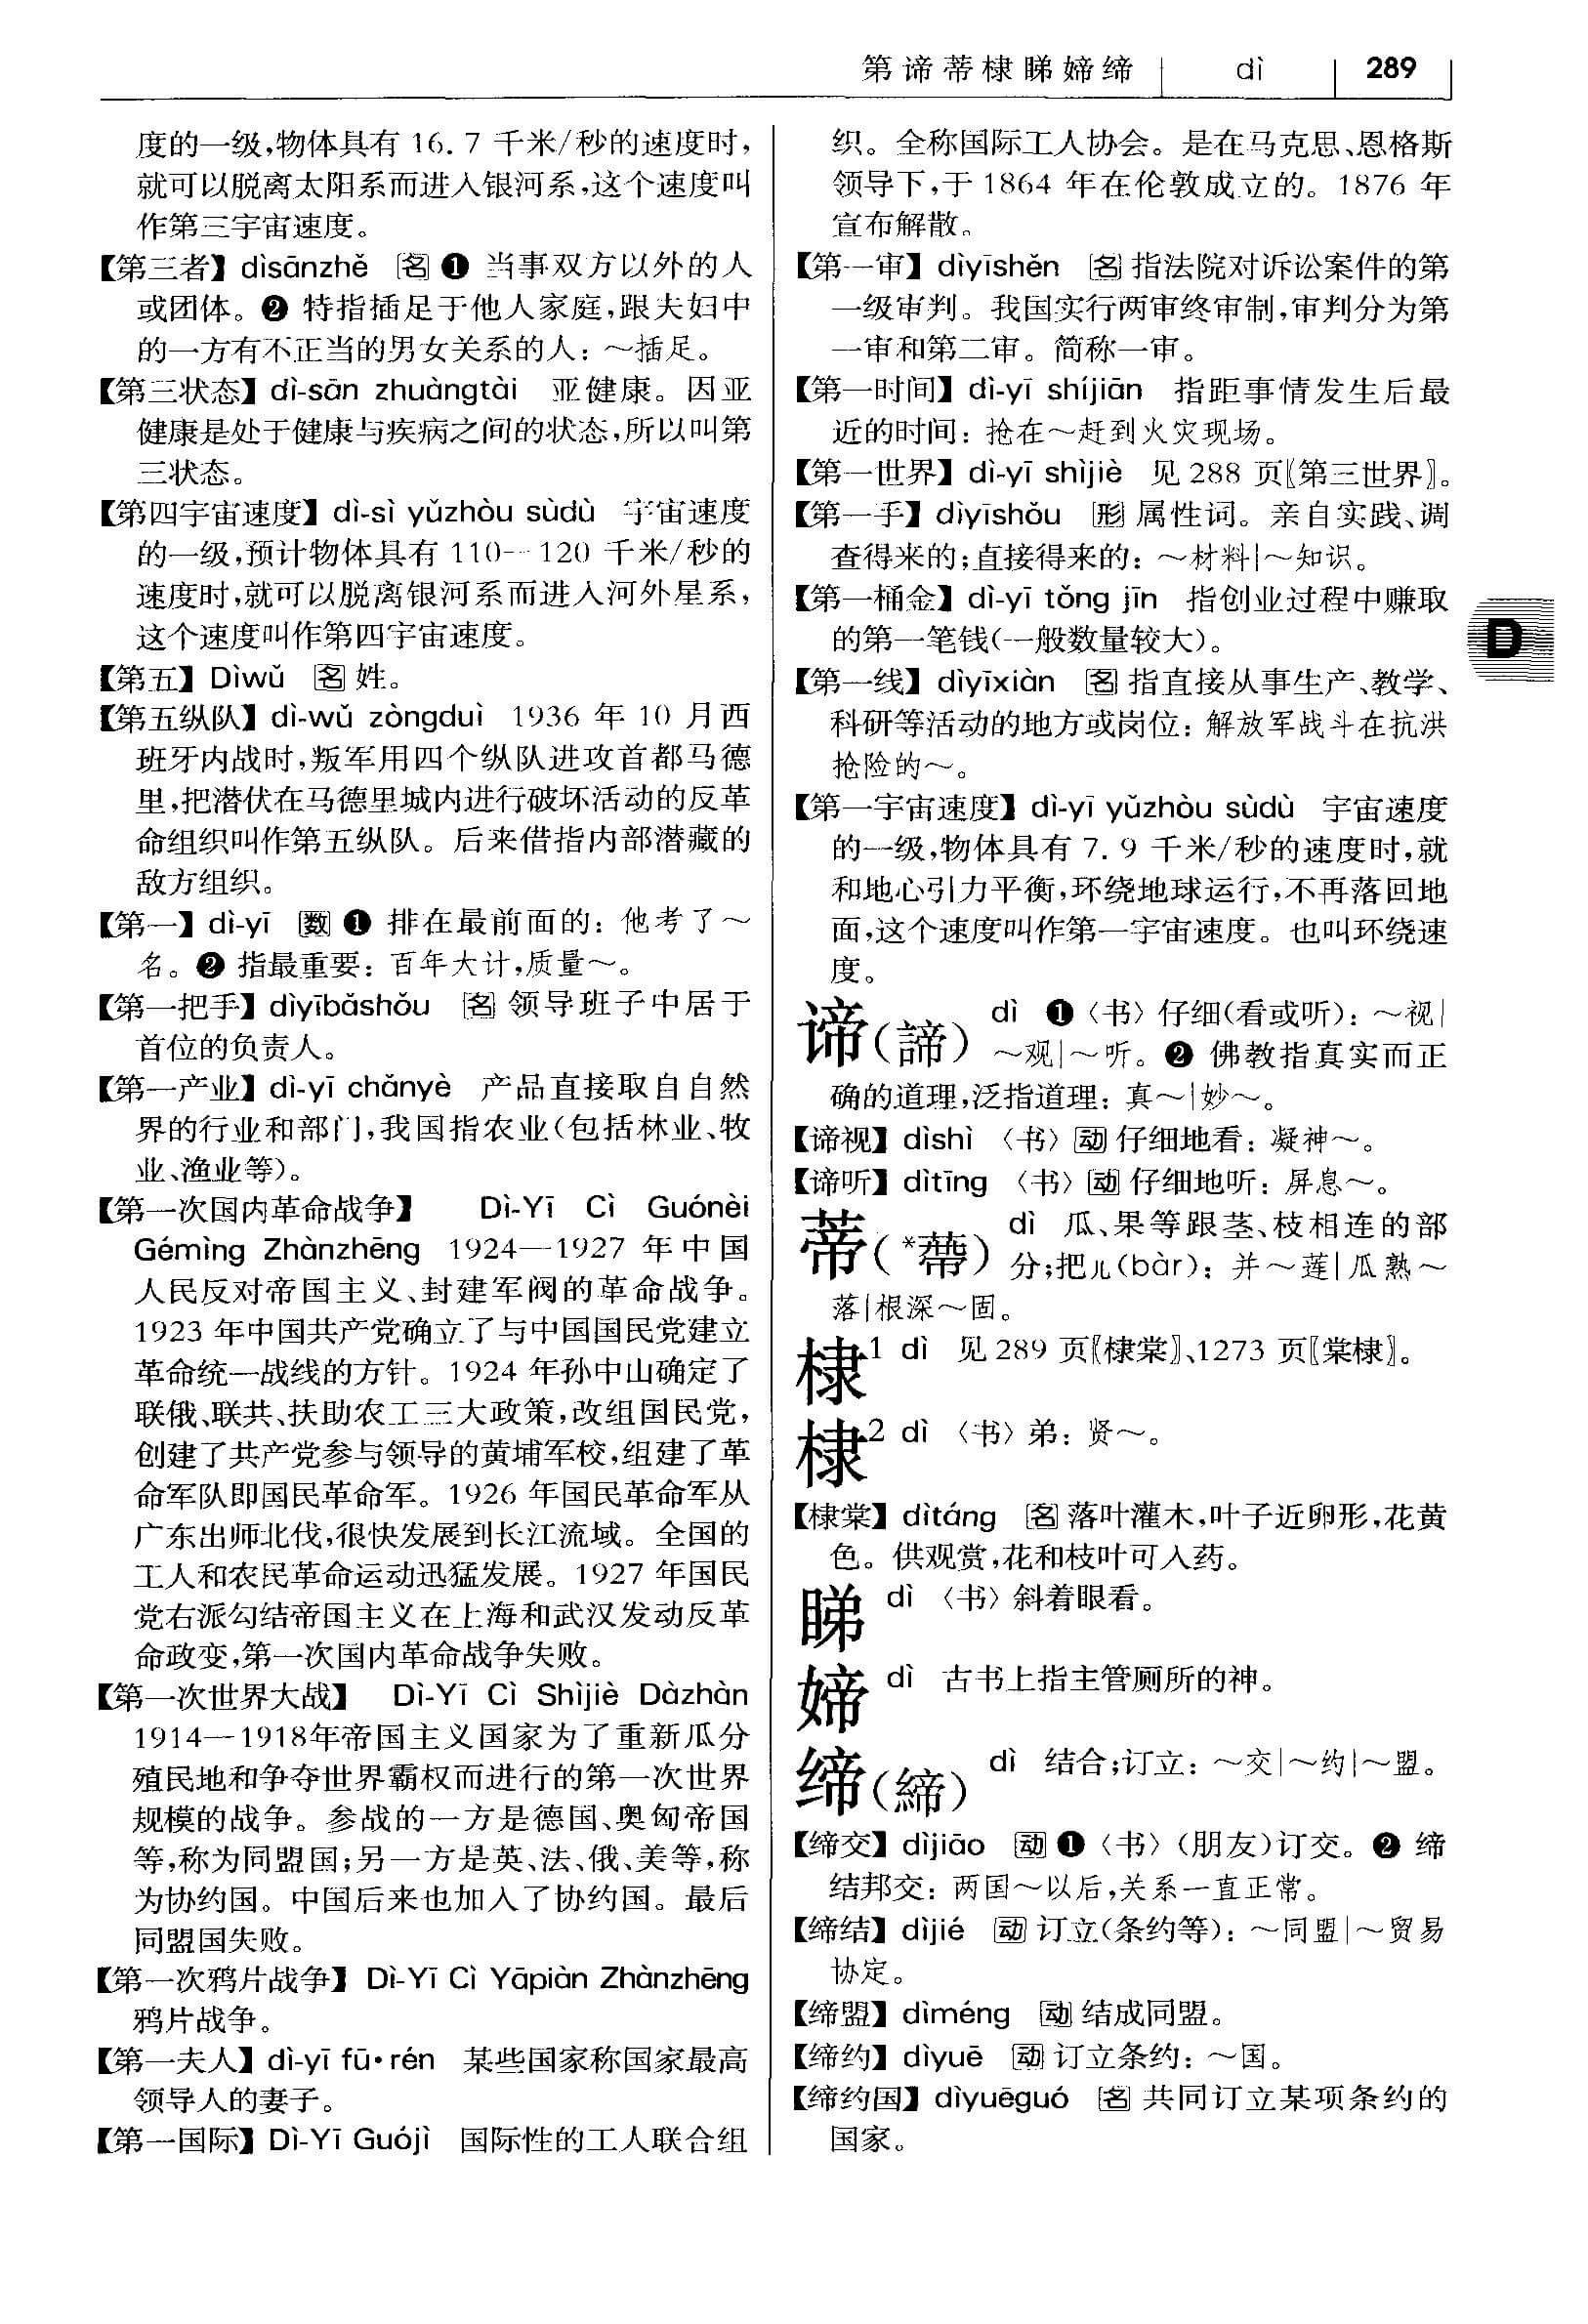 第谛蒂棣睇媂缔 dì 289
度的一级,物体具有 16.7 千米/秒的速度时,
就可以脱离太阳系而进入银河系,这个速度叫
作第三宇宙速度。
【第三者】dìsānzhě 名 ❶ 当事双方以外的人
或团体。❷ 特指插足于他人家庭,跟夫妇中
的一方有不正当的男女关系的人:～插足。
【第三状态】dì-sān zhuàngtài 亚健康。因亚
健康是处于健康与疾病之间的状态,所以叫第
三状态。
【第四宇宙速度】dì-sì yǔzhòu sùdù 宇宙速度
的一级,预计物体具有 110—120 千米/秒的
速度时,就可以脱离银河系而进入河外星系,
这个速度叫作第四宇宙速度。
【第五】Dìwǔ 名 姓。
【第五纵队】dì-wǔ zòngduì 1936 年 10 月西
班牙内战时,叛军用四个纵队进攻首都马德
里,把潜伏在马德里城内进行破坏活动的反革
命组织叫作第五纵队。后来借指内部潜藏的
敌方组织。
【第一】dì-yī 数 ❶ 排在最前面的:他考了～
名。❷ 指最重要:百年大计,质量～。
【第一把手】dìyībǎshǒu 名 领导班子中居于
首位的负责人。
【第一产业】dì-yī chǎnyè 产品直接取自自然
界的行业和部门,我国指农业(包括林业、牧
业、渔业等)。
【第一次国内革命战争】 Dì-Yī Cì Guónèi
Gémìng Zhànzhēng 1924—1927 年中国
人民反对帝国主义、封建军阀的革命战争。
1923 年中国共产党确立了与中国国民党建立
革命统一战线的方针。1924 年孙中山确定了
联俄、联共、扶助农工三大政策,改组国民党,
创建了共产党参与领导的黄埔军校,组建了革
命军队即国民革命军。1926 年国民革命军从
广东出师北伐,很快发展到长江流域。全国的
工人和农民革命运动迅猛发展。1927 年国民
党右派勾结帝国主义在上海和武汉发动反革
命政变,第一次国内革命战争失败。
【第一次世界大战】 Dì-Yī Cì Shìjiè Dàzhàn
1914—1918年帝国主义国家为了重新瓜分
殖民地和争夺世界霸权而进行的第一次世界
规模的战争。参战的一方是德国、奥匈帝国
等,称为同盟国;另一方是英、法、俄、美等,称
为协约国。中国后来也加入了协约国。最后
同盟国失败。
【第一次鸦片战争】Dì-Yī Cì Yāpiàn Zhànzhēng
鸦片战争。
【第一夫人】dì-yī fū·rén 某些国家称国家最高
领导人的妻子。
【第一国际】Dì-Yī Guójì 国际性的工人联合组
织。全称国际工人协会。是在马克思、恩格斯
领导下,于 1864 年在伦敦成立的。1876 年
宣布解散。
【第一审】dìyīshěn 名 指法院对诉讼案件的第
一级审判。我国实行两审终审制,审判分为第
一审和第二审。简称一审。
【第一时间】dì-yī shíjiān 指距事情发生后最
近的时间:抢在～赶到火灾现场。
【第一世界】dì-yī shìjiè 见 288 页〖第三世界〗。
【第一手】dìyīshǒu 形 属性词。亲自实践、调
查得来的;直接得来的:～材料|～知识。
【第一桶金】dì-yī tǒng jīn 指创业过程中赚取
的第一笔钱(一般数量较大)。
D
【第一线】dìyīxiàn 名 指直接从事生产、教学、
科研等活动的地方或岗位:解放军战斗在抗洪
抢险的～。
【第一宇宙速度】dì-yī yǔzhòu sùdù 宇宙速度
的一级,物体具有 7.9 千米/秒的速度时,就
和地心引力平衡,环绕地球运行,不再落回地
面,这个速度叫作第一宇宙速度。也叫环绕速
度。
谛(諦) dì ❶〈书〉仔细(看或听):～视|
～观|～听。❷ 佛教指真实而正
确的道理,泛指道理:真～|妙～。
【谛视】dìshì 〈书〉动 仔细地看:凝神～。
【谛听】dìtīng 〈书〉动 仔细地听:屏息～。
蒂(*蔕) dì 瓜、果等跟茎、枝相连的部
分;把儿(bàr):并～莲|瓜熟～
落|根深～固。
棣1 dì 见 289 页〖棣棠〗、1273 页〖棠棣〗。
棣2 dì 〈书〉弟:贤～。
【棣棠】dìtáng 名 落叶灌木,叶子近卵形,花黄
色。供观赏,花和枝叶可入药。
睇 dì 〈书〉斜着眼看。
媂 dì 古书上指主管厕所的神。
缔(締) dì 结合;订立:～交|～约|～盟。
【缔交】dìjiāo 动 ❶〈书〉(朋友)订交。❷ 缔
结邦交:两国～以后,关系一直正常。
【缔结】dìjié 动 订立(条约等):～同盟|～贸易
协定。
【缔盟】dìméng 动 结成同盟。
【缔约】dìyuē 动 订立条约:～国。
【缔约国】dìyuēguó 名 共同订立某项条约的
国家。